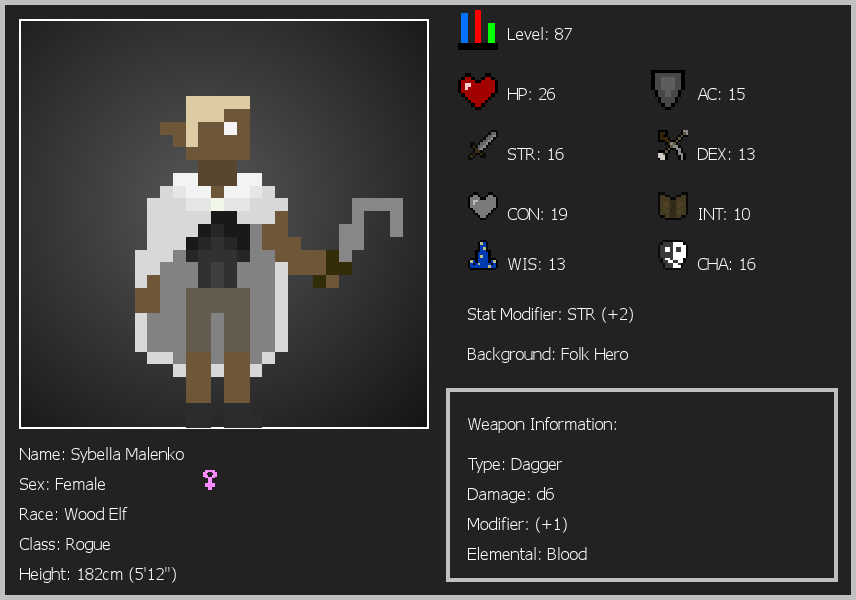 Level: 87
HP: 26
AC: 15
STR: 16
DEX: 13
CON: 19
INT: 10
WIS: 13
CHA: 16
Stat Modifier: STR (+2)
Background: Folk Hero
Weapon Information:
Type: Dagger
Damage: d6
Modifier: (+1)
Elemental: Blood
Name: Sybella Malenko
Sex: Female
Race: Wood Elf
Class: Rogue
Height: 182cm (5'12")